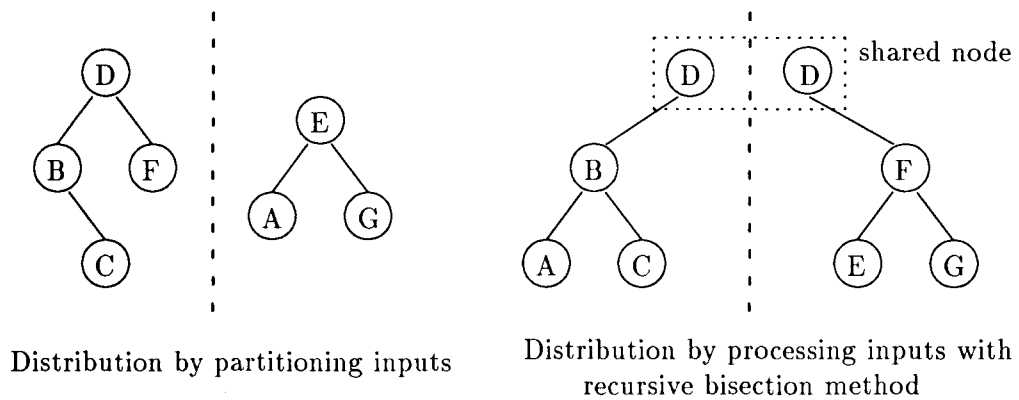 D
B
F
C
E
A
G
Distribution by partitioning inputs
D
D
shared node
B
F
A
C
E
G
Distribution by processing inputs with
recursive bisection method